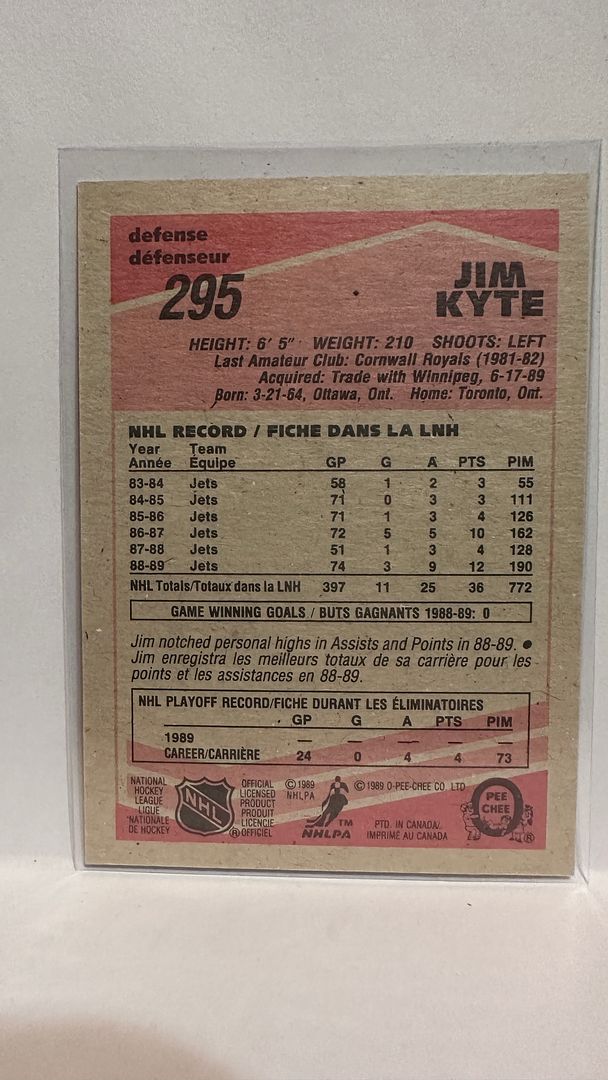 defense
défenseur
295
JIM
KYTE
HEIGHT: 6' 5" WEIGHT: 210 SHOOTS: LEFT
Last Amateur Club: Cornwall Royals (1981-82)
Acquired: Trade with Winnipeg, 6-17-89
Born: 3-21-64, Ottawa, Ont. Home: Toronto, Ont.
NHL RECORD / FICHE DANS LA LNH
Year Team
Année Équipe GP G A PTS PIM
83-84 Jets 58 1 2 3 55
84-85 Jets 71 0 3 3 111
85-86 Jets 71 1 3 4 126
86-87 Jets 72 5 5 10 162
87-88 Jets 51 1 3 4 128
88-89 Jets 74 3 9 12 190
NHL Totals/Totaux dans la LNH 397 11 25 36 772
GAME WINNING GOALS / BUTS GAGNANTS 1988-89: 0
Jim notched personal highs in Assists and Points in 88-89. ●
Jim enregistra les meilleurs totaux de sa carrière pour les
points et les assistances en 88-89.
NHL PLAYOFF RECORD/FICHE DURANT LES ÉLIMINATOIRES
GP G A PTS PIM
1989 — — — — —
CAREER/CARRIÈRE 24 0 4 4 73
NATIONAL
HOCKEY
LEAGUE
LIGUE
NATIONALE
DE HOCKEY
NHL
®
OFFICIAL
LICENSED
PRODUCT
PRODUIT
LICENCIE
OFFICIEL
© 1989
NHLPA
TM
NHLPA
© 1989 O-PEE-CHEE CO. LTD
PTD. IN CANADA/
IMPRIMÉ AU CANADA
O
PEE
CHEE
®